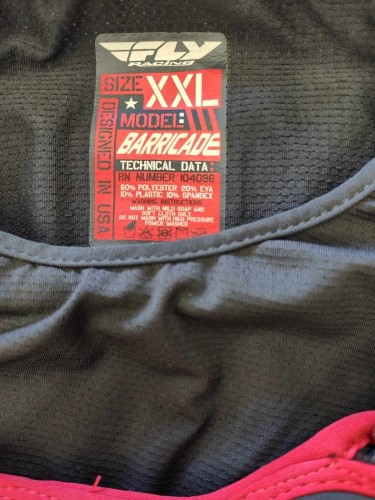 FLY
RACING
SIZE XXL
DESIGNED IN USA
MODEL:
BARRICADE
TECHNICAL DATA:
RN NUMBER 104096
60% POLYESTER 20% EVA
10% PLASTIC 10% SPANDEX
WASHING INSTRUCTIONS
WASH WITH MILD SOAP AND
SOFT CLOTH ONLY.
DO NOT WASH WITH HIGH PRESSURE
POWER WASHER